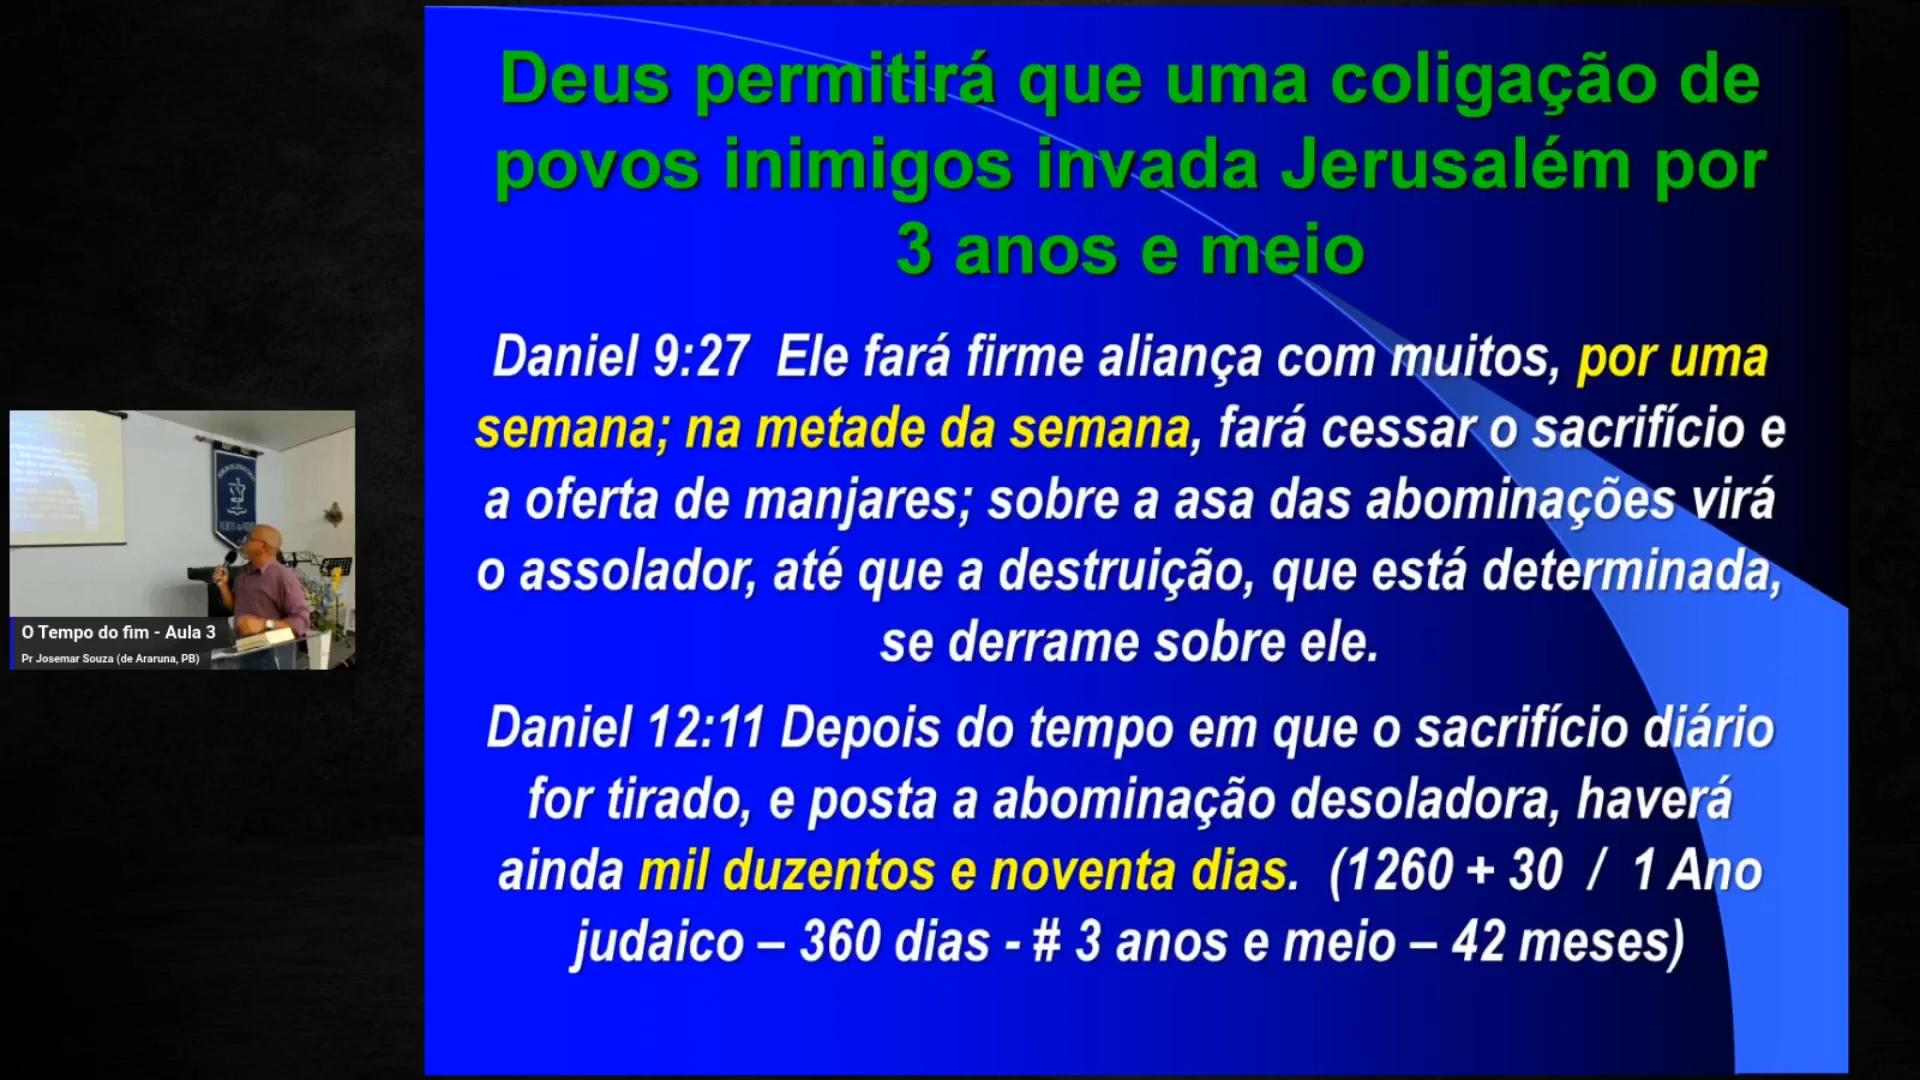 Deus permitirá que uma coligação de
povos inimigos invada Jerusalém por
3 anos e meio
Daniel 9:27 Ele fará firme aliança com muitos, por uma
semana; na metade da semana, fará cessar o sacrifício e
a oferta de manjares; sobre a asa das abominações virá
o assolador, até que a destruição, que está determinada,
se derrame sobre ele.
Daniel 12:11 Depois do tempo em que o sacrifício diário
for tirado, e posta a abominação desoladora, haverá
ainda mil duzentos e noventa dias. (1260 + 30 / 1 Ano
judaico – 360 dias - # 3 anos e meio – 42 meses)
O Tempo do fim - Aula 3
Pr Josemar Souza (de Araruna, PB)